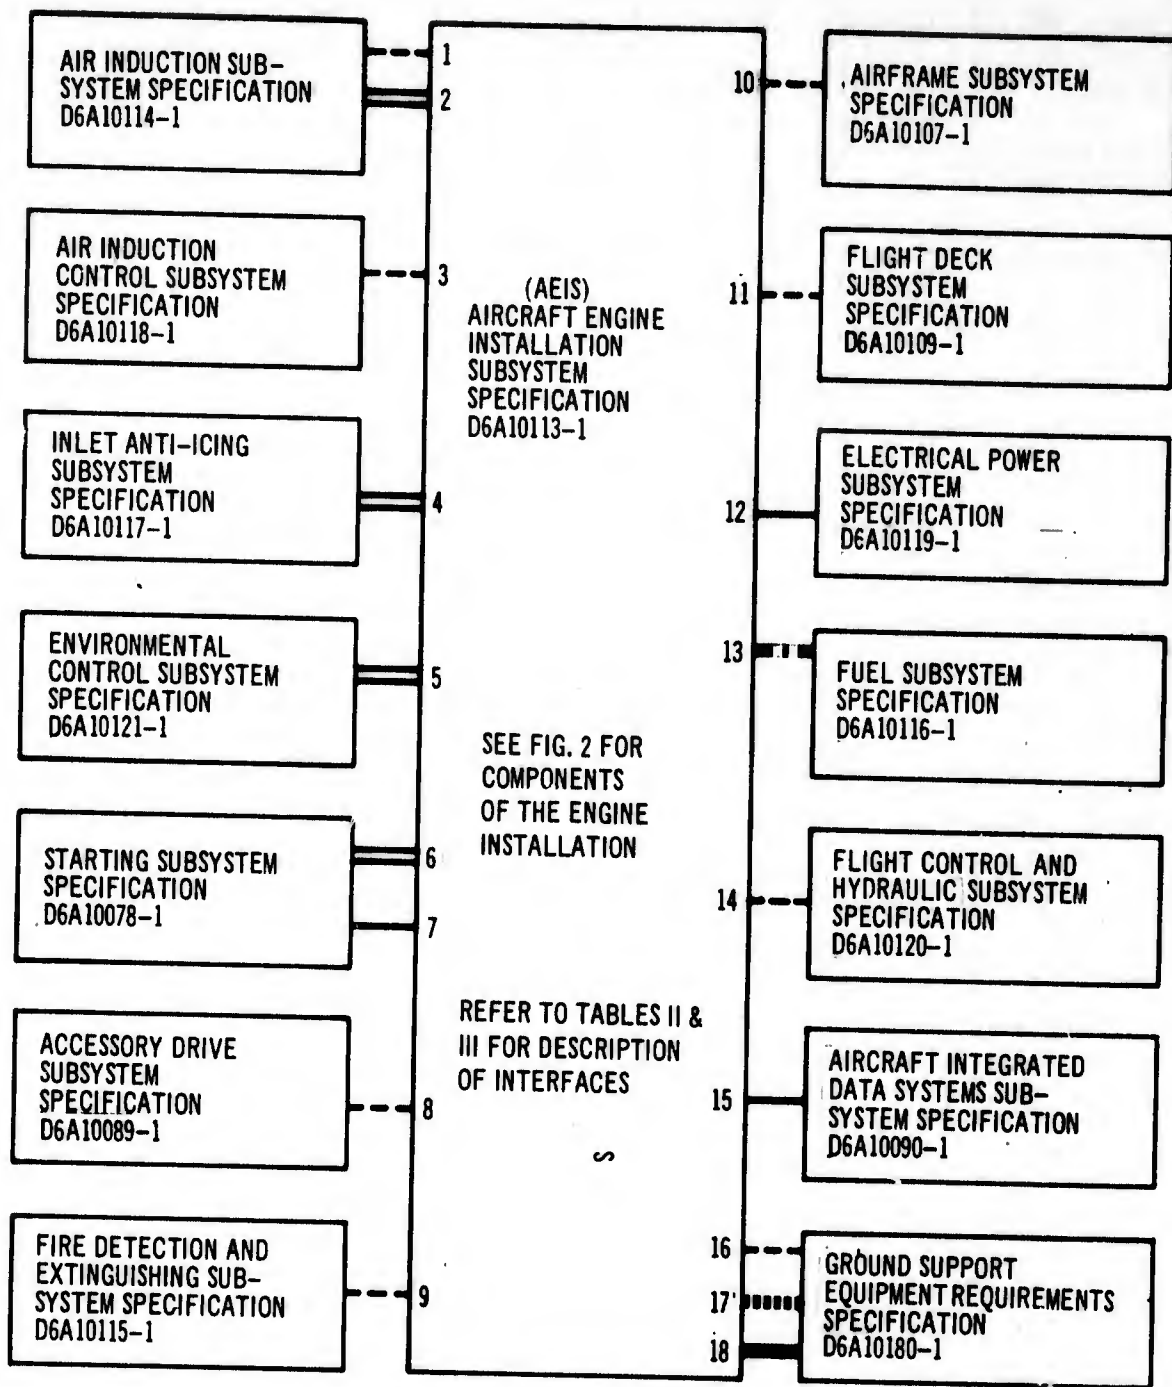 AIR INDUCTION SUB-
SYSTEM SPECIFICATION
D6A10114-1
1
2
AIR INDUCTION
CONTROL SUBSYSTEM
SPECIFICATION
D6A10118-1
3
INLET ANTI-ICING
SUBSYSTEM
SPECIFICATION
D6A10117-1
4
ENVIRONMENTAL
CONTROL SUBSYSTEM
SPECIFICATION
D6A10121-1
5
STARTING SUBSYSTEM
SPECIFICATION
D6A10078-1
6
7
ACCESSORY DRIVE
SUBSYSTEM
SPECIFICATION
D6A10089-1
8
FIRE DETECTION AND
EXTINGUISHING SUB-
SYSTEM SPECIFICATION
D6A10115-1
9
(AEIS)
AIRCRAFT ENGINE
INSTALLATION
SUBSYSTEM
SPECIFICATION
D6A10113-1
SEE FIG. 2 FOR
COMPONENTS
OF THE ENGINE
INSTALLATION
REFER TO TABLES II &
III FOR DESCRIPTION
OF INTERFACES
S
10
AIRFRAME SUBSYSTEM
SPECIFICATION
D6A10107-1
11
FLIGHT DECK
SUBSYSTEM
SPECIFICATION
D6A10109-1
12
ELECTRICAL POWER
SUBSYSTEM
SPECIFICATION
D6A10119-1
13
FUEL SUBSYSTEM
SPECIFICATION
D6A10116-1
14
FLIGHT CONTROL AND
HYDRAULIC SUBSYSTEM
SPECIFICATION
D6A10120-1
15
AIRCRAFT INTEGRATED
DATA SYSTEMS SUB-
SYSTEM SPECIFICATION
D6A10090-1
16
17
18
GROUND SUPPORT
EQUIPMENT REQUIREMENTS
SPECIFICATION
D6A10180-1